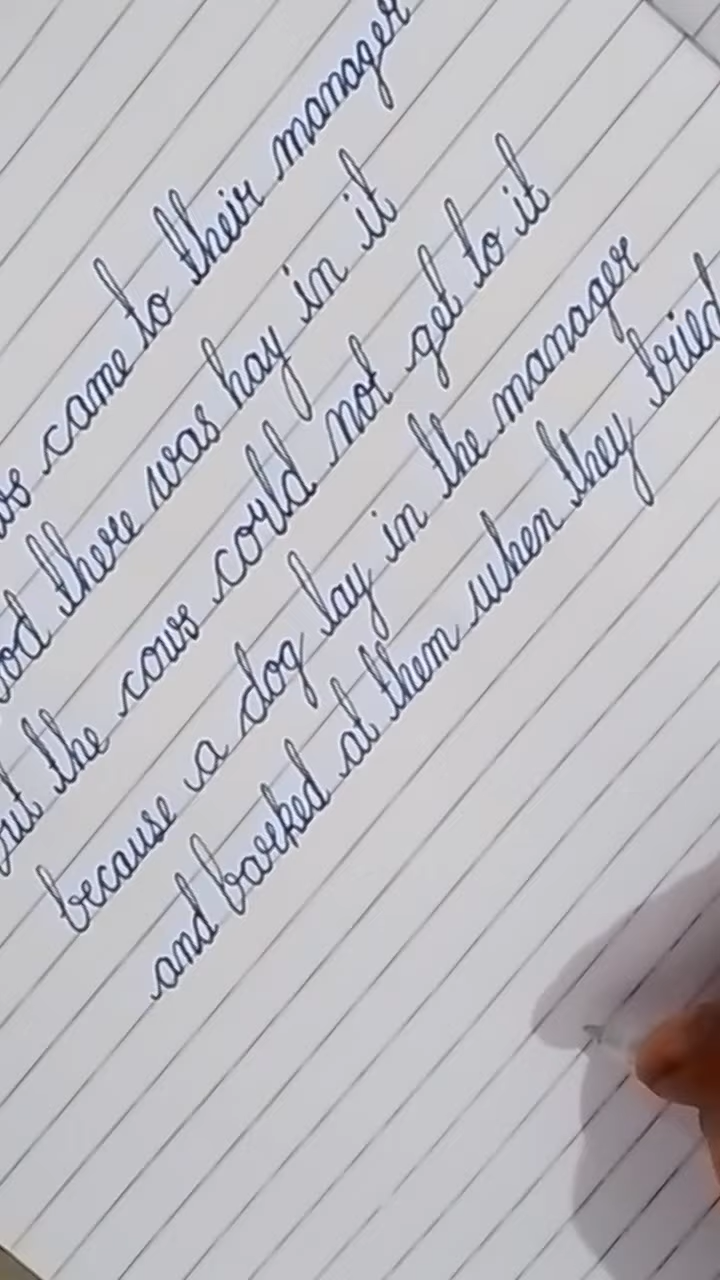 came to their manager
there was hay in it
the cows corld not get to it
because a dog lay in the manager
and barked at them when they tried